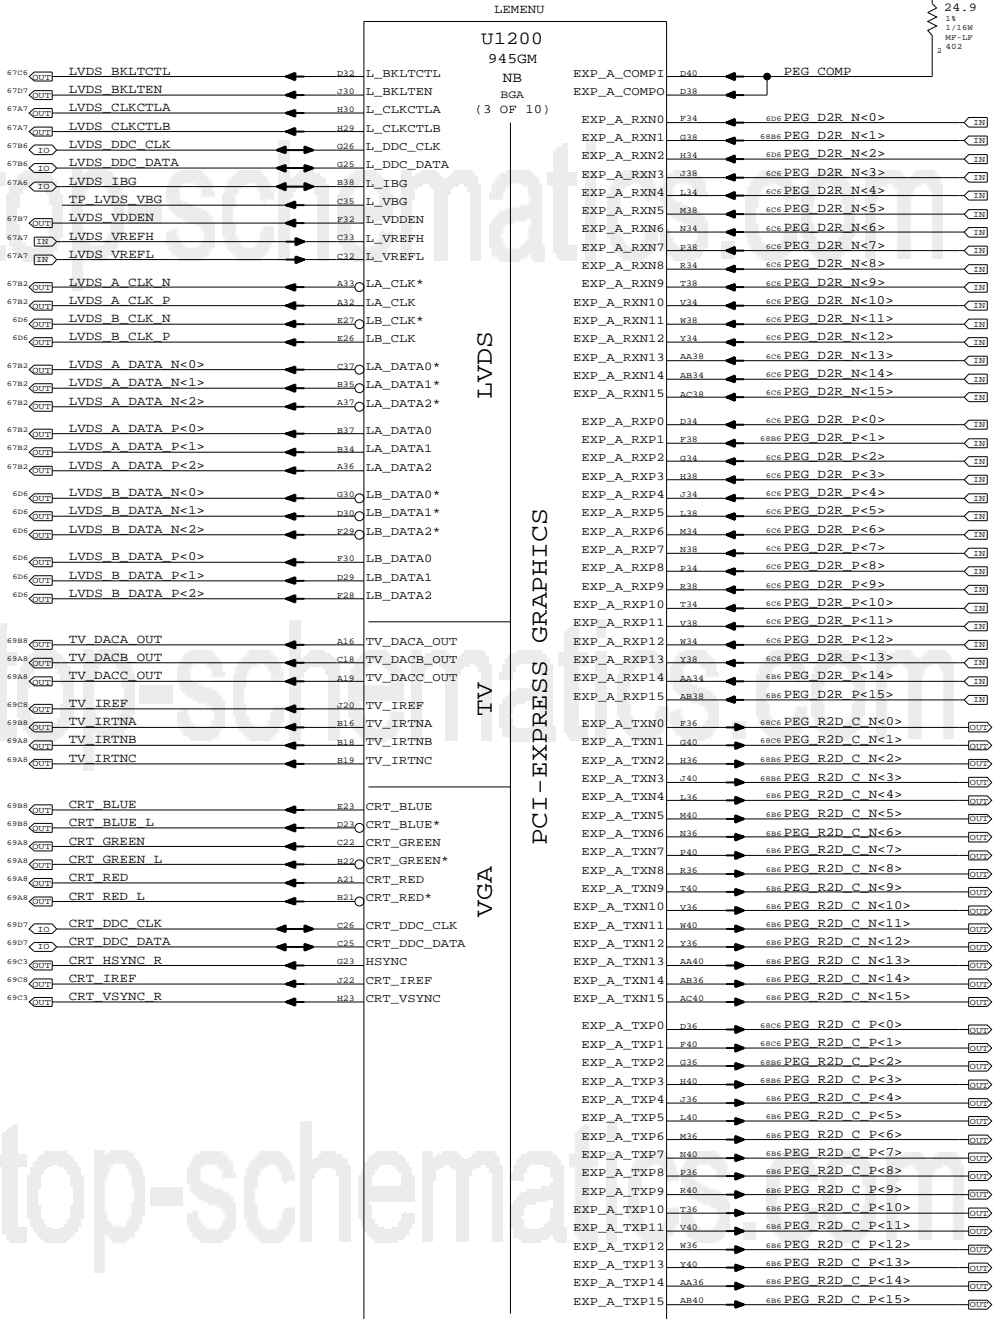 LEMENU
24.9
1%
1/16W
MF-LF
402
2
U1200
945GM
NB
BGA
(3 OF 10)
67C6 OUT LVDS_BKLTCTL D32 L_BKLTCTL
67D7 OUT LVDS_BKLTEN J30 L_BKLTEN
67A7 OUT LVDS_CLKCTLA H30 L_CLKCTLA
67A7 OUT LVDS_CLKCTLB H29 L_CLKCTLB
67B6 IO LVDS_DDC_CLK G26 L_DDC_CLK
67B6 IO LVDS_DDC_DATA G25 L_DDC_DATA
67A6 IO LVDS_IBG B38 L_IBG
TP_LVDS_VBG C35 L_VBG
67B7 OUT LVDS_VDDEN F32 L_VDDEN
67A7 IN LVDS_VREFH C33 L_VREFH
67A7 IN LVDS_VREFL C32 L_VREFL
67B2 OUT LVDS_A_CLK_N A33 LA_CLK*
67B2 OUT LVDS_A_CLK_P A32 LA_CLK
6D6 OUT LVDS_B_CLK_N E27 LB_CLK*
6D6 OUT LVDS_B_CLK_P E26 LB_CLK
67B2 OUT LVDS_A_DATA_N<0> C37 LA_DATA0*
67B2 OUT LVDS_A_DATA_N<1> B35 LA_DATA1*
67B2 OUT LVDS_A_DATA_N<2> A37 LA_DATA2*
67B2 OUT LVDS_A_DATA_P<0> B37 LA_DATA0
67B2 OUT LVDS_A_DATA_P<1> B34 LA_DATA1
67B2 OUT LVDS_A_DATA_P<2> A36 LA_DATA2
6D6 OUT LVDS_B_DATA_N<0> G30 LB_DATA0*
6D6 OUT LVDS_B_DATA_N<1> D30 LB_DATA1*
6D6 OUT LVDS_B_DATA_N<2> F29 LB_DATA2*
6D6 OUT LVDS_B_DATA_P<0> F30 LB_DATA0
6D6 OUT LVDS_B_DATA_P<1> D29 LB_DATA1
6D6 OUT LVDS_B_DATA_P<2> F28 LB_DATA2
LVDS
69B8 OUT TV_DACA_OUT A16 TV_DACA_OUT
69A8 OUT TV_DACB_OUT C18 TV_DACB_OUT
69A8 OUT TV_DACC_OUT A19 TV_DACC_OUT
69C8 OUT TV_IREF J20 TV_IREF
69B8 OUT TV_IRTNA B16 TV_IRTNA
69A8 OUT TV_IRTNB B18 TV_IRTNB
69A8 OUT TV_IRTNC B19 TV_IRTNC
TV
69B8 OUT CRT_BLUE E23 CRT_BLUE
69B8 OUT CRT_BLUE_L D23 CRT_BLUE*
69A8 OUT CRT_GREEN C22 CRT_GREEN
69A8 OUT CRT_GREEN_L B22 CRT_GREEN*
69A8 OUT CRT_RED A21 CRT_RED
69A8 OUT CRT_RED_L B21 CRT_RED*
69D7 IO CRT_DDC_CLK C26 CRT_DDC_CLK
69D7 IO CRT_DDC_DATA C25 CRT_DDC_DATA
69C3 OUT CRT_HSYNC_R G23 HSYNC
69C8 OUT CRT_IREF J22 CRT_IREF
69C3 OUT CRT_VSYNC_R H23 CRT_VSYNC
VGA
PCI-EXPRESS GRAPHICS
EXP_A_COMPI D40 PEG_COMP
EXP_A_COMPO D38
EXP_A_RXN0 F34 6D6 PEG_D2R_N<0> IN
EXP_A_RXN1 G38 68B6 PEG_D2R_N<1> IN
EXP_A_RXN2 H34 6D6 PEG_D2R_N<2> IN
EXP_A_RXN3 J38 6C6 PEG_D2R_N<3> IN
EXP_A_RXN4 L34 6C6 PEG_D2R_N<4> IN
EXP_A_RXN5 M38 6C6 PEG_D2R_N<5> IN
EXP_A_RXN6 N34 6C6 PEG_D2R_N<6> IN
EXP_A_RXN7 P38 6C6 PEG_D2R_N<7> IN
EXP_A_RXN8 R34 6C6 PEG_D2R_N<8> IN
EXP_A_RXN9 T38 6C6 PEG_D2R_N<9> IN
EXP_A_RXN10 V34 6C6 PEG_D2R_N<10> IN
EXP_A_RXN11 W38 6C6 PEG_D2R_N<11> IN
EXP_A_RXN12 Y34 6C6 PEG_D2R_N<12> IN
EXP_A_RXN13 AA38 6C6 PEG_D2R_N<13> IN
EXP_A_RXN14 AB34 6C6 PEG_D2R_N<14> IN
EXP_A_RXN15 AC38 6C6 PEG_D2R_N<15> IN
EXP_A_RXP0 D34 6C6 PEG_D2R_P<0> IN
EXP_A_RXP1 F38 68B6 PEG_D2R_P<1> IN
EXP_A_RXP2 G34 6C6 PEG_D2R_P<2> IN
EXP_A_RXP3 H38 6C6 PEG_D2R_P<3> IN
EXP_A_RXP4 J34 6C6 PEG_D2R_P<4> IN
EXP_A_RXP5 L38 6C6 PEG_D2R_P<5> IN
EXP_A_RXP6 M34 6C6 PEG_D2R_P<6> IN
EXP_A_RXP7 N38 6C6 PEG_D2R_P<7> IN
EXP_A_RXP8 P34 6C6 PEG_D2R_P<8> IN
EXP_A_RXP9 R38 6C6 PEG_D2R_P<9> IN
EXP_A_RXP10 T34 6C6 PEG_D2R_P<10> IN
EXP_A_RXP11 V38 6C6 PEG_D2R_P<11> IN
EXP_A_RXP12 W34 6C6 PEG_D2R_P<12> IN
EXP_A_RXP13 Y38 6C6 PEG_D2R_P<13> IN
EXP_A_RXP14 AA34 6B6 PEG_D2R_P<14> IN
EXP_A_RXP15 AB38 6B6 PEG_D2R_P<15> IN
EXP_A_TXN0 F36 68C6 PEG_R2D_C_N<0> OUT
EXP_A_TXN1 G40 68C6 PEG_R2D_C_N<1> OUT
EXP_A_TXN2 H36 68B6 PEG_R2D_C_N<2> OUT
EXP_A_TXN3 J40 68B6 PEG_R2D_C_N<3> OUT
EXP_A_TXN4 L36 6B6 PEG_R2D_C_N<4> OUT
EXP_A_TXN5 M40 6B6 PEG_R2D_C_N<5> OUT
EXP_A_TXN6 N36 6B6 PEG_R2D_C_N<6> OUT
EXP_A_TXN7 P40 6B6 PEG_R2D_C_N<7> OUT
EXP_A_TXN8 R36 6B6 PEG_R2D_C_N<8> OUT
EXP_A_TXN9 T40 6B6 PEG_R2D_C_N<9> OUT
EXP_A_TXN10 V36 6B6 PEG_R2D_C_N<10> OUT
EXP_A_TXN11 W40 6B6 PEG_R2D_C_N<11> OUT
EXP_A_TXN12 Y36 6B6 PEG_R2D_C_N<12> OUT
EXP_A_TXN13 AA40 6B6 PEG_R2D_C_N<13> OUT
EXP_A_TXN14 AB36 6B6 PEG_R2D_C_N<14> OUT
EXP_A_TXN15 AC40 6B6 PEG_R2D_C_N<15> OUT
EXP_A_TXP0 D36 68C6 PEG_R2D_C_P<0> OUT
EXP_A_TXP1 F40 68C6 PEG_R2D_C_P<1> OUT
EXP_A_TXP2 G36 68B6 PEG_R2D_C_P<2> OUT
EXP_A_TXP3 H40 68B6 PEG_R2D_C_P<3> OUT
EXP_A_TXP4 J36 6B6 PEG_R2D_C_P<4> OUT
EXP_A_TXP5 L40 6B6 PEG_R2D_C_P<5> OUT
EXP_A_TXP6 M36 6B6 PEG_R2D_C_P<6> OUT
EXP_A_TXP7 N40 6B6 PEG_R2D_C_P<7> OUT
EXP_A_TXP8 P36 6B6 PEG_R2D_C_P<8> OUT
EXP_A_TXP9 R40 6B6 PEG_R2D_C_P<9> OUT
EXP_A_TXP10 T36 6B6 PEG_R2D_C_P<10> OUT
EXP_A_TXP11 V40 6B6 PEG_R2D_C_P<11> OUT
EXP_A_TXP12 W36 6B6 PEG_R2D_C_P<12> OUT
EXP_A_TXP13 Y40 6B6 PEG_R2D_C_P<13> OUT
EXP_A_TXP14 AA36 6B6 PEG_R2D_C_P<14> OUT
EXP_A_TXP15 AB40 6B6 PEG_R2D_C_P<15> OUT
top-schematics.com
top-schematics.com
top-schematics.com